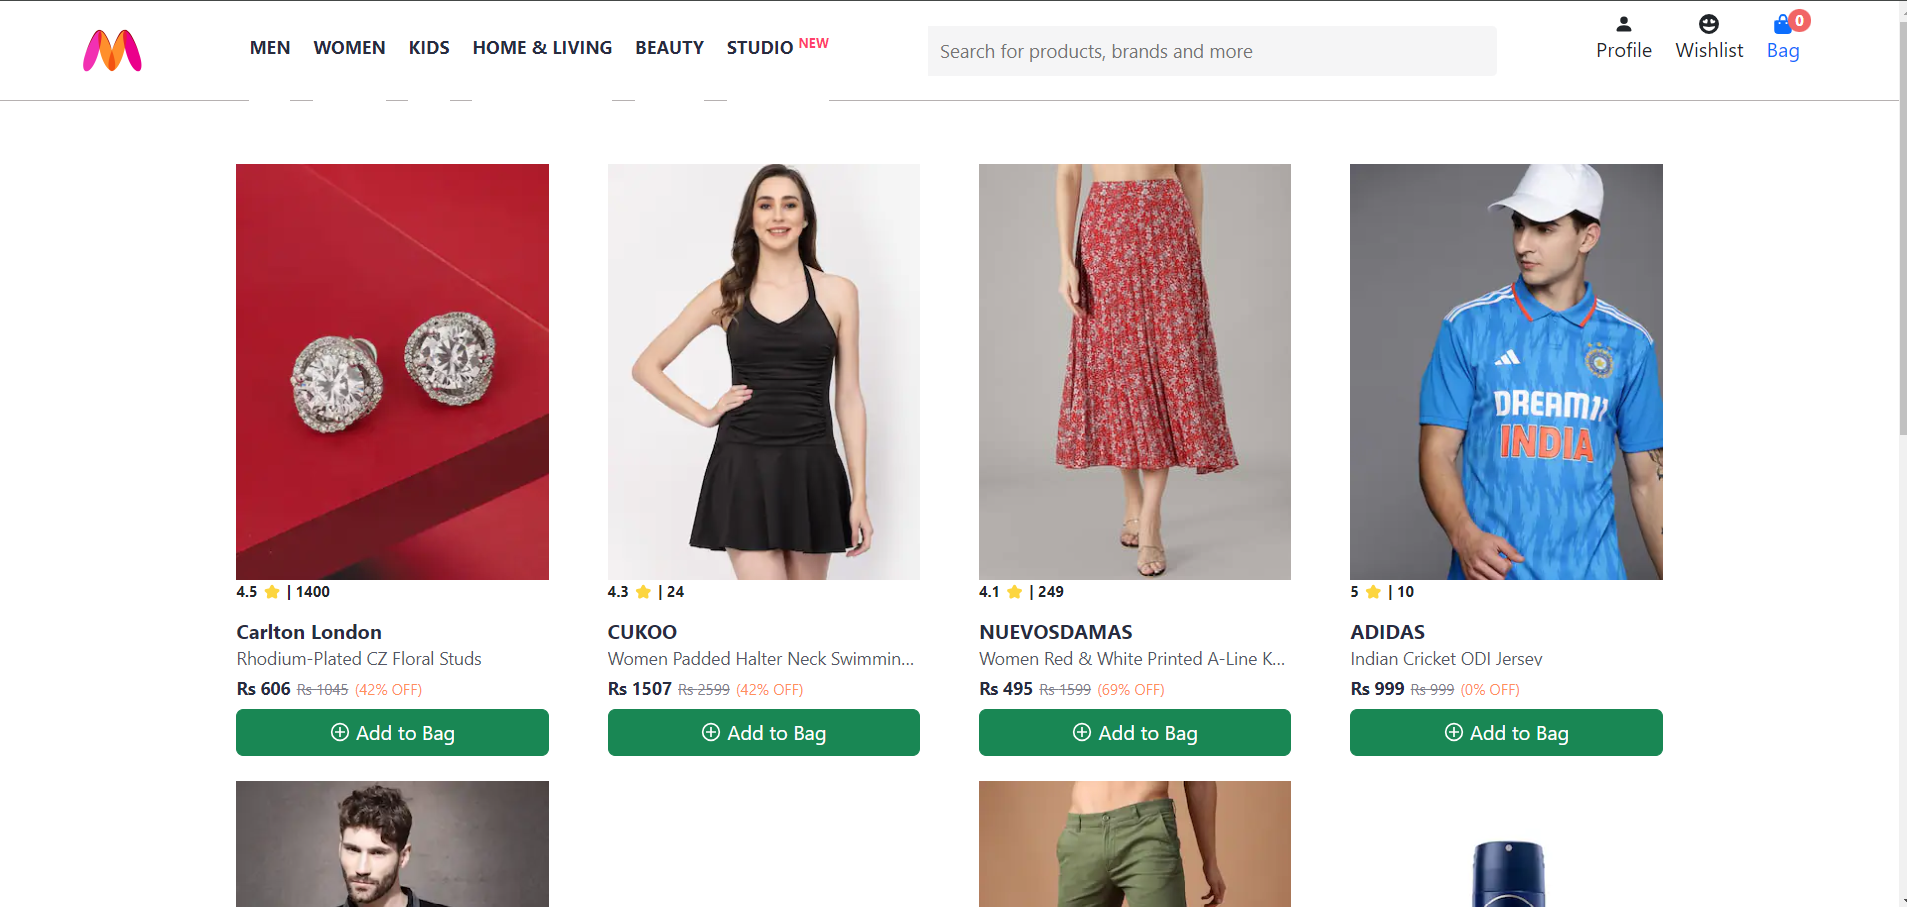 MEN WOMEN KIDS HOME & LIVING BEAUTY STUDIO NEW
Search for products, brands and more
Profile Wishlist Bag 0
DREAM11
INDIA
4.5 ⭐ | 1400
Carlton London
Rhodium-Plated CZ Floral Studs
Rs 606 Rs 1045 (42% OFF)
Add to Bag
4.3 ⭐ | 24
CUKOO
Women Padded Halter Neck Swimmin...
Rs 1507 Rs 2599 (42% OFF)
Add to Bag
4.1 ⭐ | 249
NUEVOSDAMAS
Women Red & White Printed A-Line K...
Rs 495 Rs 1599 (69% OFF)
Add to Bag
5 ⭐ | 10
ADIDAS
Indian Cricket ODI Jersey
Rs 999 Rs 999 (0% OFF)
Add to Bag